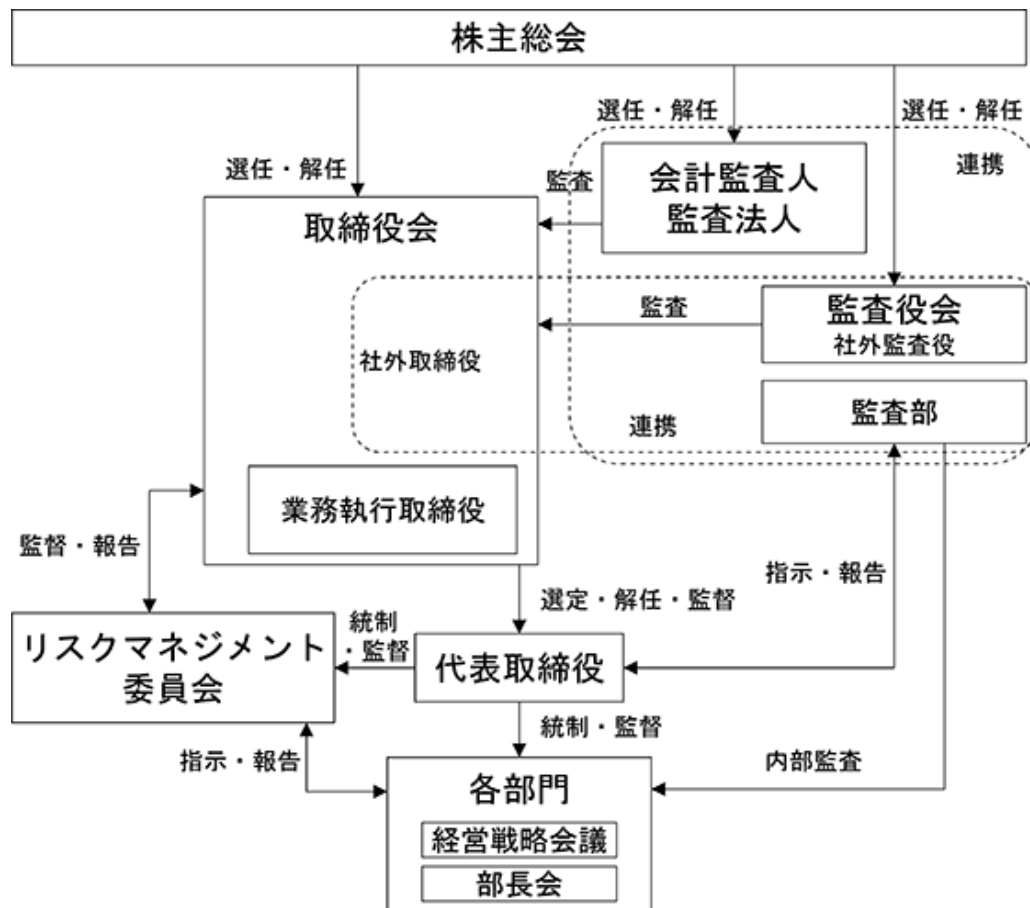 株主総会
選任・解任
選任・解任
選任・解任
連携
会計監査人
監査法人
監査
取締役会
監査役会
社外監査役
監査
社外取締役
監査部
連携
業務執行取締役
監督・報告
指示・報告
選定・解任・監督
リスクマネジメント
委員会
統制
・監督
代表取締役
統制・監督
指示・報告
内部監査
各部門
経営戦略会議
部長会